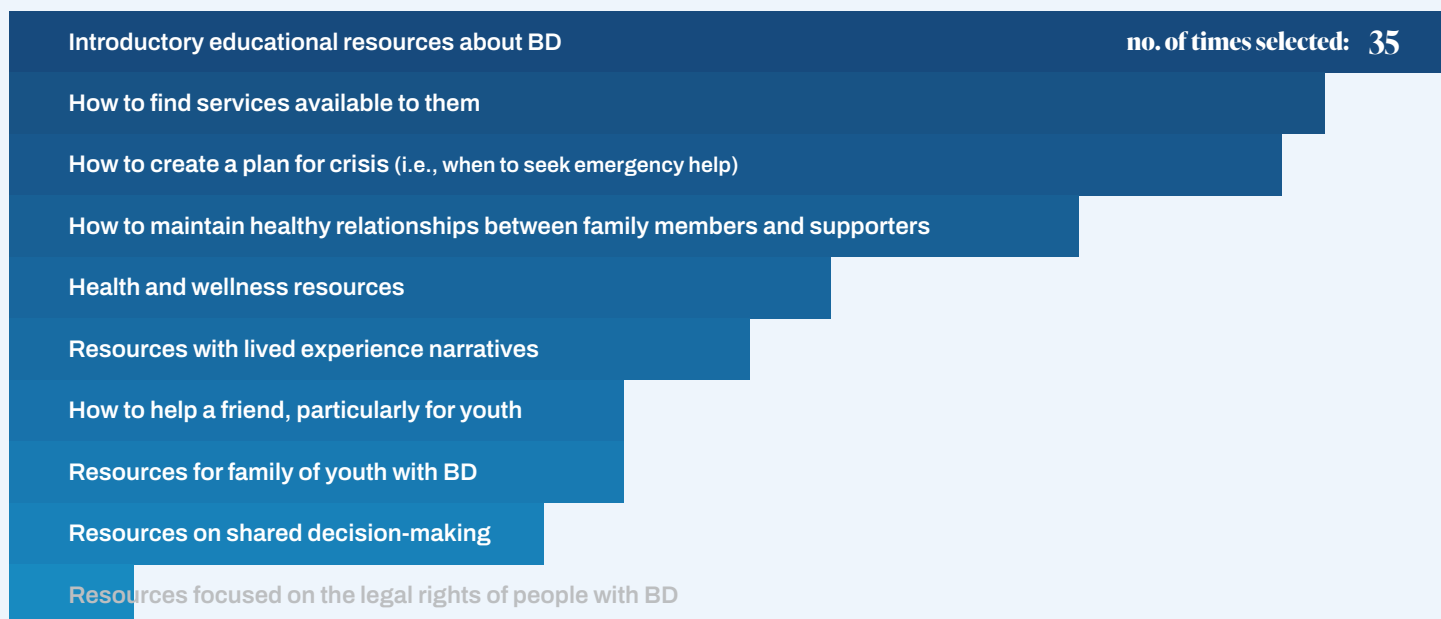 Introductory educational resources about BD no. of times selected: 35
How to find services available to them
How to create a plan for crisis (i.e., when to seek emergency help)
How to maintain healthy relationships between family members and supporters
Health and wellness resources
Resources with lived experience narratives
How to help a friend, particularly for youth
Resources for family of youth with BD
Resources on shared decision-making
Resources focused on the legal rights of people with BD